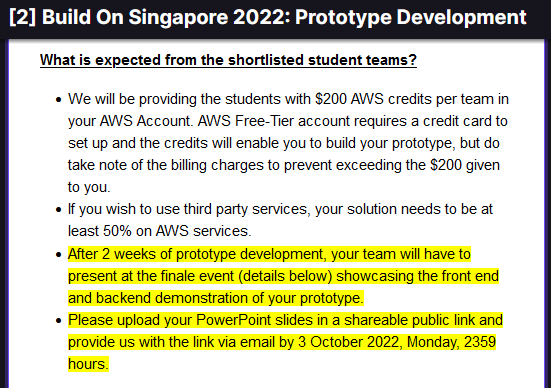 [2] Build On Singapore 2022: Prototype Development
What is expected from the shortlisted student teams?
• We will be providing the students with $200 AWS credits per team in
your AWS Account. AWS Free-Tier account requires a credit card to
set up and the credits will enable you to build your prototype, but do
take note of the billing charges to prevent exceeding the $200 given
to you.
• If you wish to use third party services, your solution needs to be at
least 50% on AWS services.
• After 2 weeks of prototype development, your team will have to
present at the finale event (details below) showcasing the front end
and backend demonstration of your prototype.
• Please upload your PowerPoint slides in a shareable public link and
provide us with the link via email by 3 October 2022, Monday, 2359
hours.